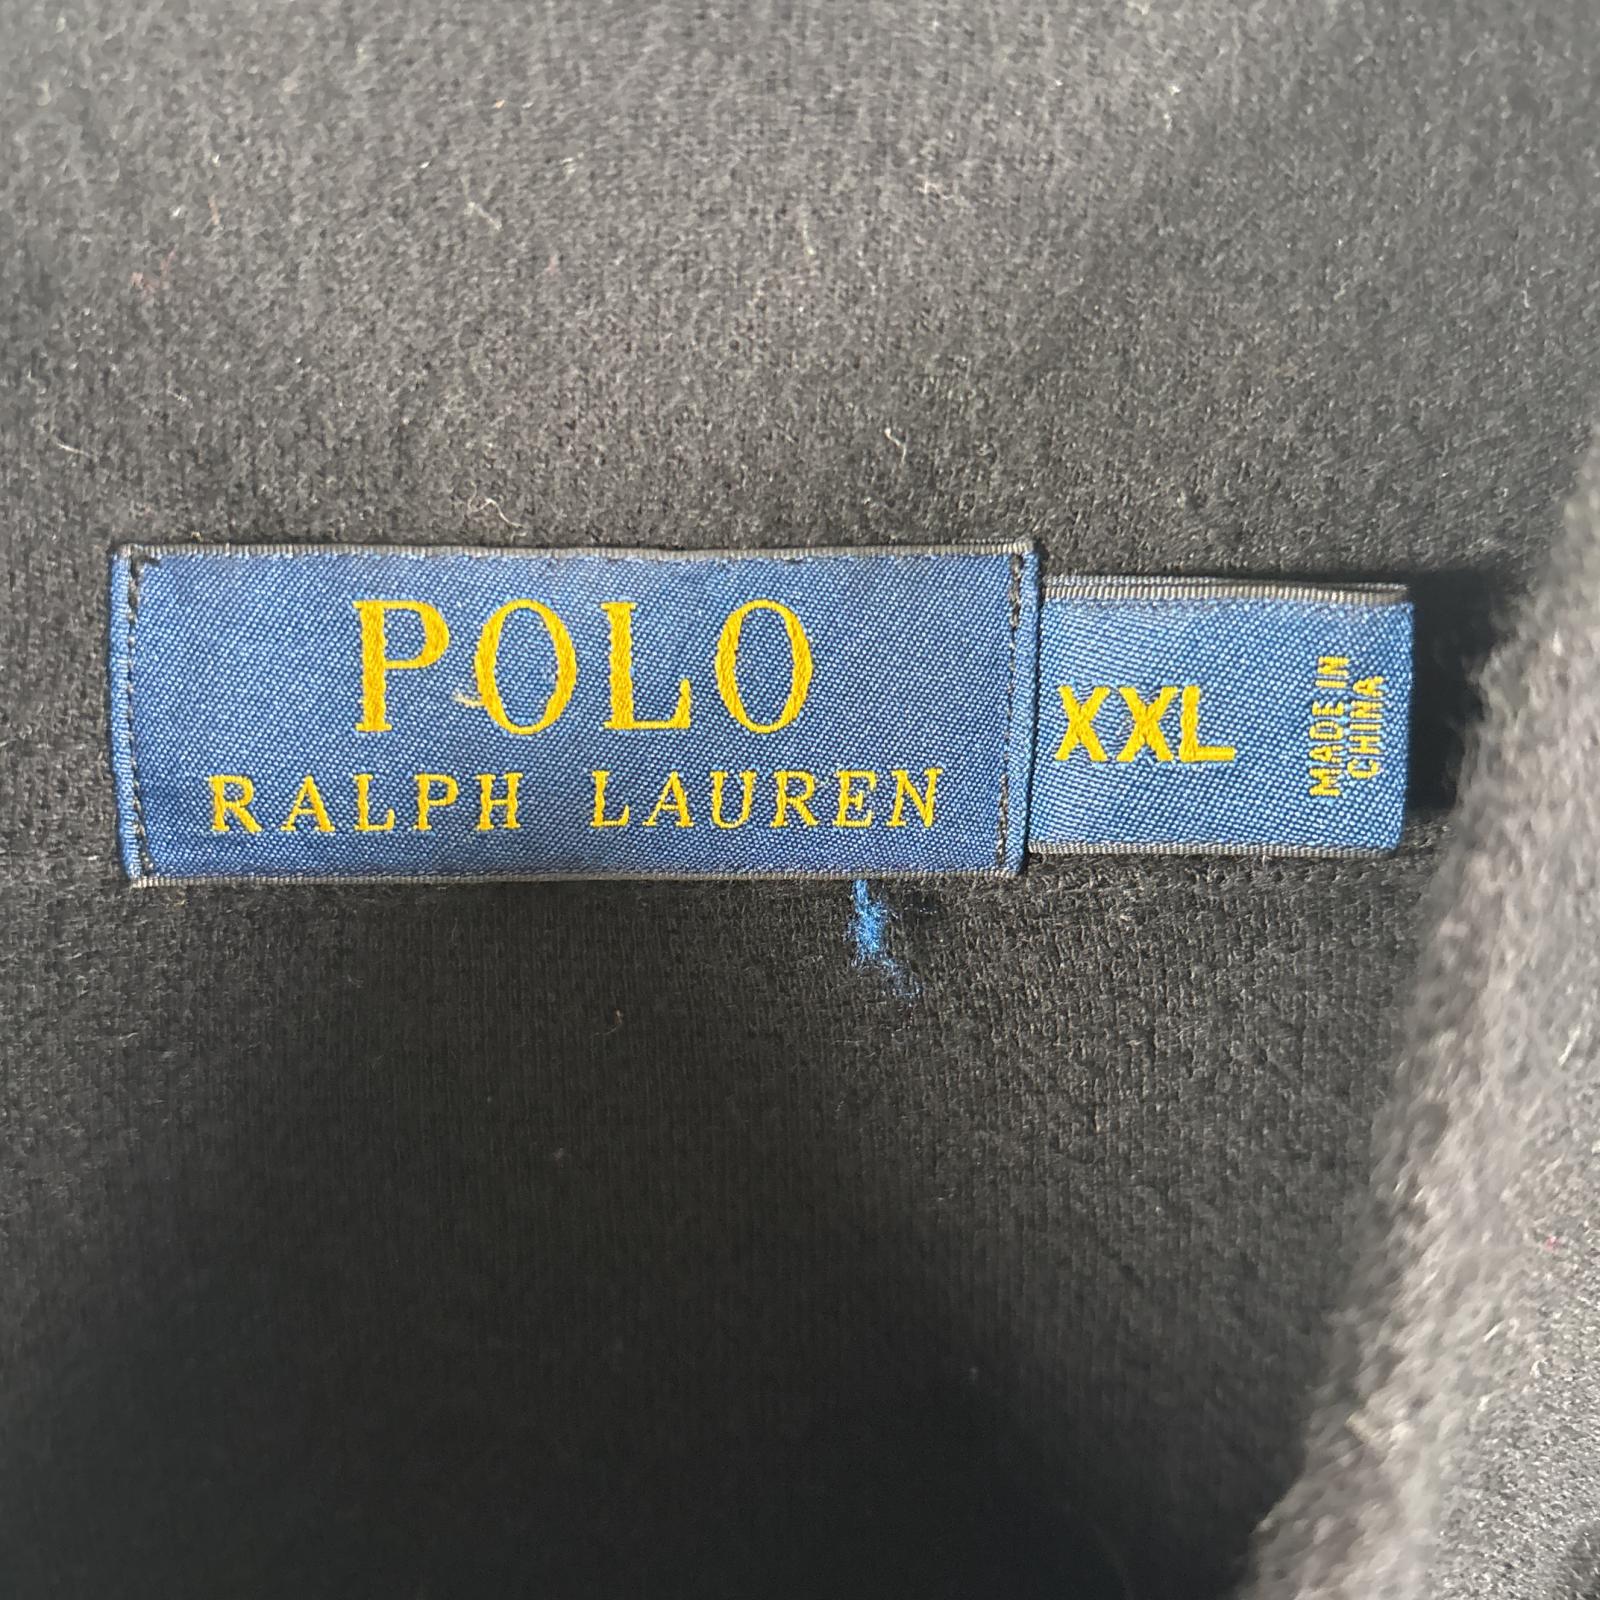 POLO
RALPH LAUREN
XXL
MADE IN
CHINA